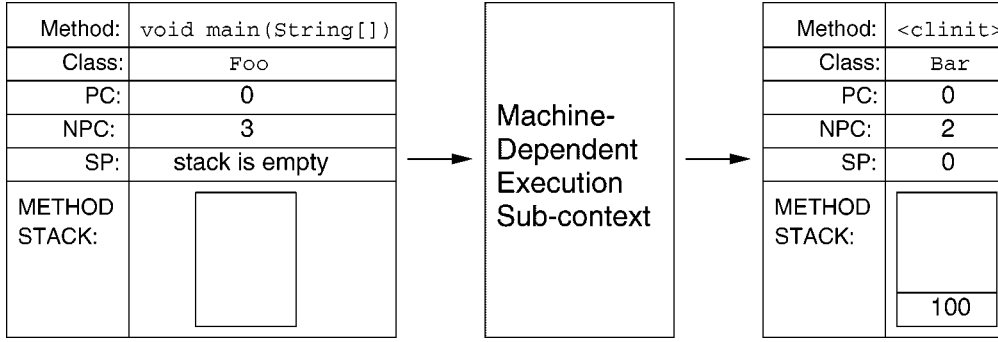 Method: void main(String[])
Class: Foo
PC: 0
NPC: 3
SP: stack is empty
METHOD
STACK:
Machine-
Dependent
Execution
Sub-context
Method: <clinit>
Class: Bar
PC: 0
NPC: 2
SP: 0
METHOD
STACK:
100